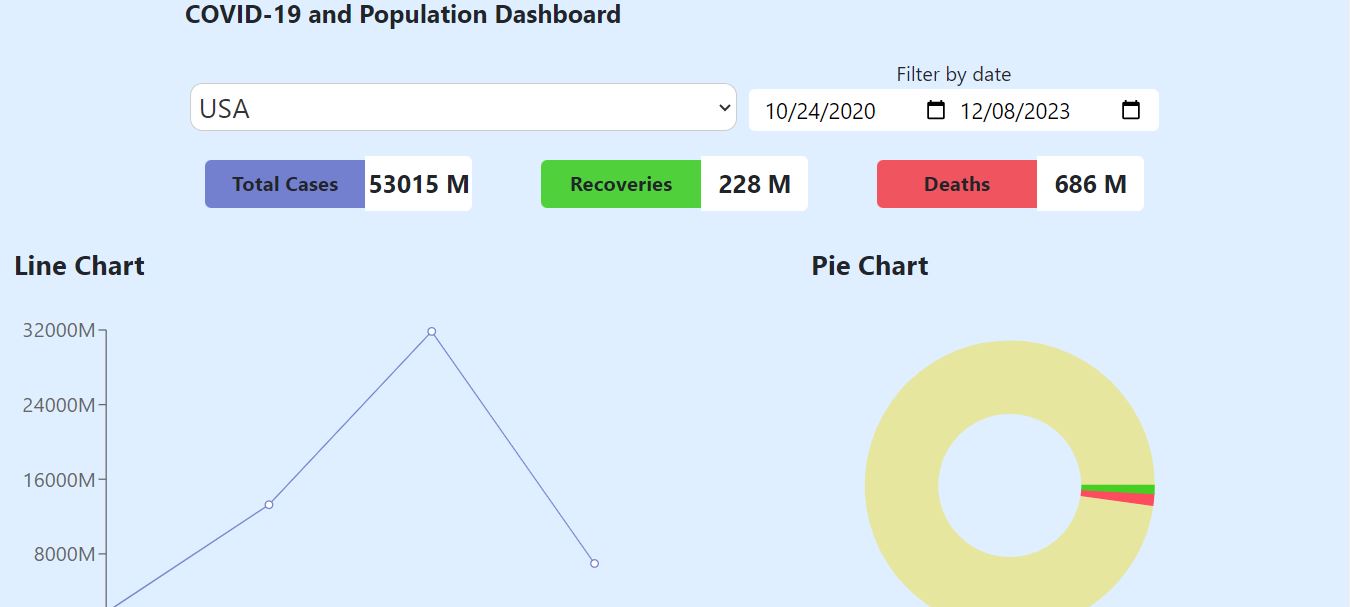 COVID-19 and Population Dashboard
Filter by date
USA
10/24/2020 12/08/2023
Total Cases 53015 M Recoveries 228 M Deaths 686 M
Line Chart Pie Chart
32000M
24000M
16000M
8000M